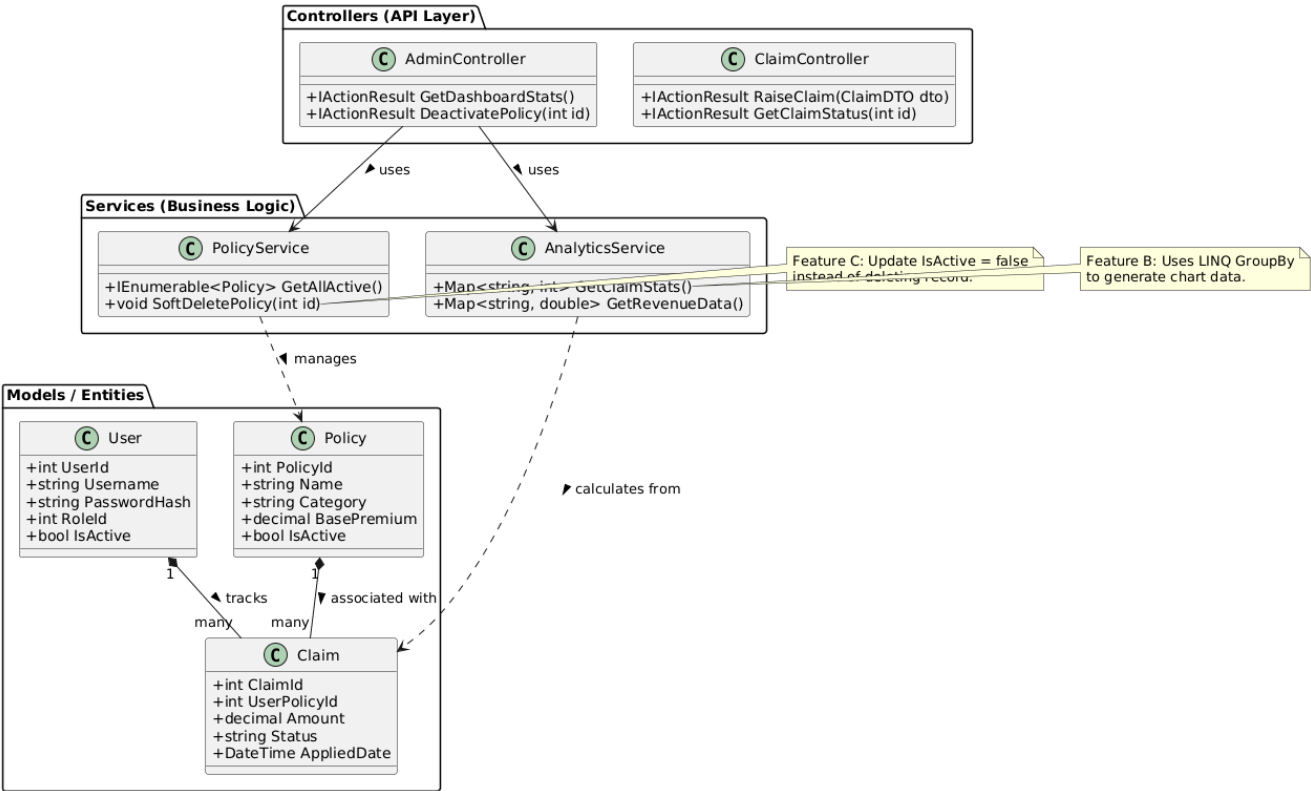 Controllers (API Layer)
C AdminController
+IActionResult GetDashboardStats()
+IActionResult DeactivatePolicy(int id)
C ClaimController
+IActionResult RaiseClaim(ClaimDTO dto)
+IActionResult GetClaimStatus(int id)
uses
uses
Services (Business Logic)
C PolicyService
+IEnumerable<Policy> GetAllActive()
+void SoftDeletePolicy(int id)
C AnalyticsService
+Map<string, int> GetClaimStats()
+Map<string, double> GetRevenueData()
Feature C: Update IsActive = false
instead of deleting record.
Feature B: Uses LINQ GroupBy
to generate chart data.
manages
Models / Entities
C User
+int UserId
+string Username
+string PasswordHash
+int RoleId
+bool IsActive
C Policy
+int PolicyId
+string Name
+string Category
+decimal BasePremium
+bool IsActive
calculates from
1
1
tracks
associated with
many
many
C Claim
+int ClaimId
+int UserPolicyId
+decimal Amount
+string Status
+DateTime AppliedDate